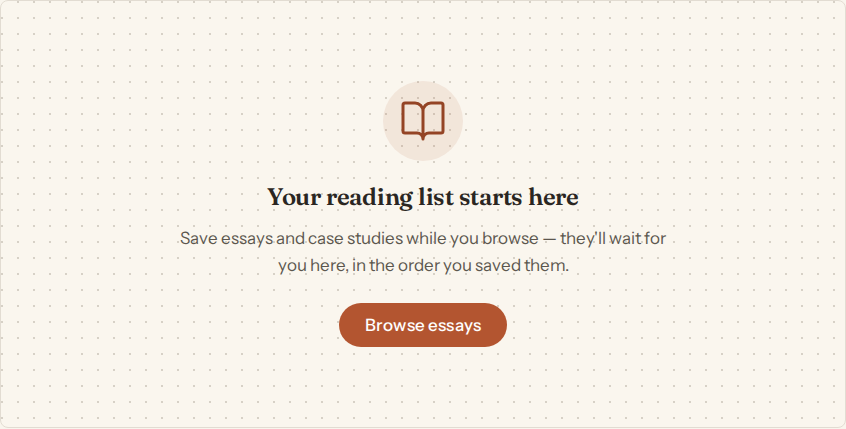 Your reading list starts here
Save essays and case studies while you browse — they'll wait for
you here, in the order you saved them.
Browse essays